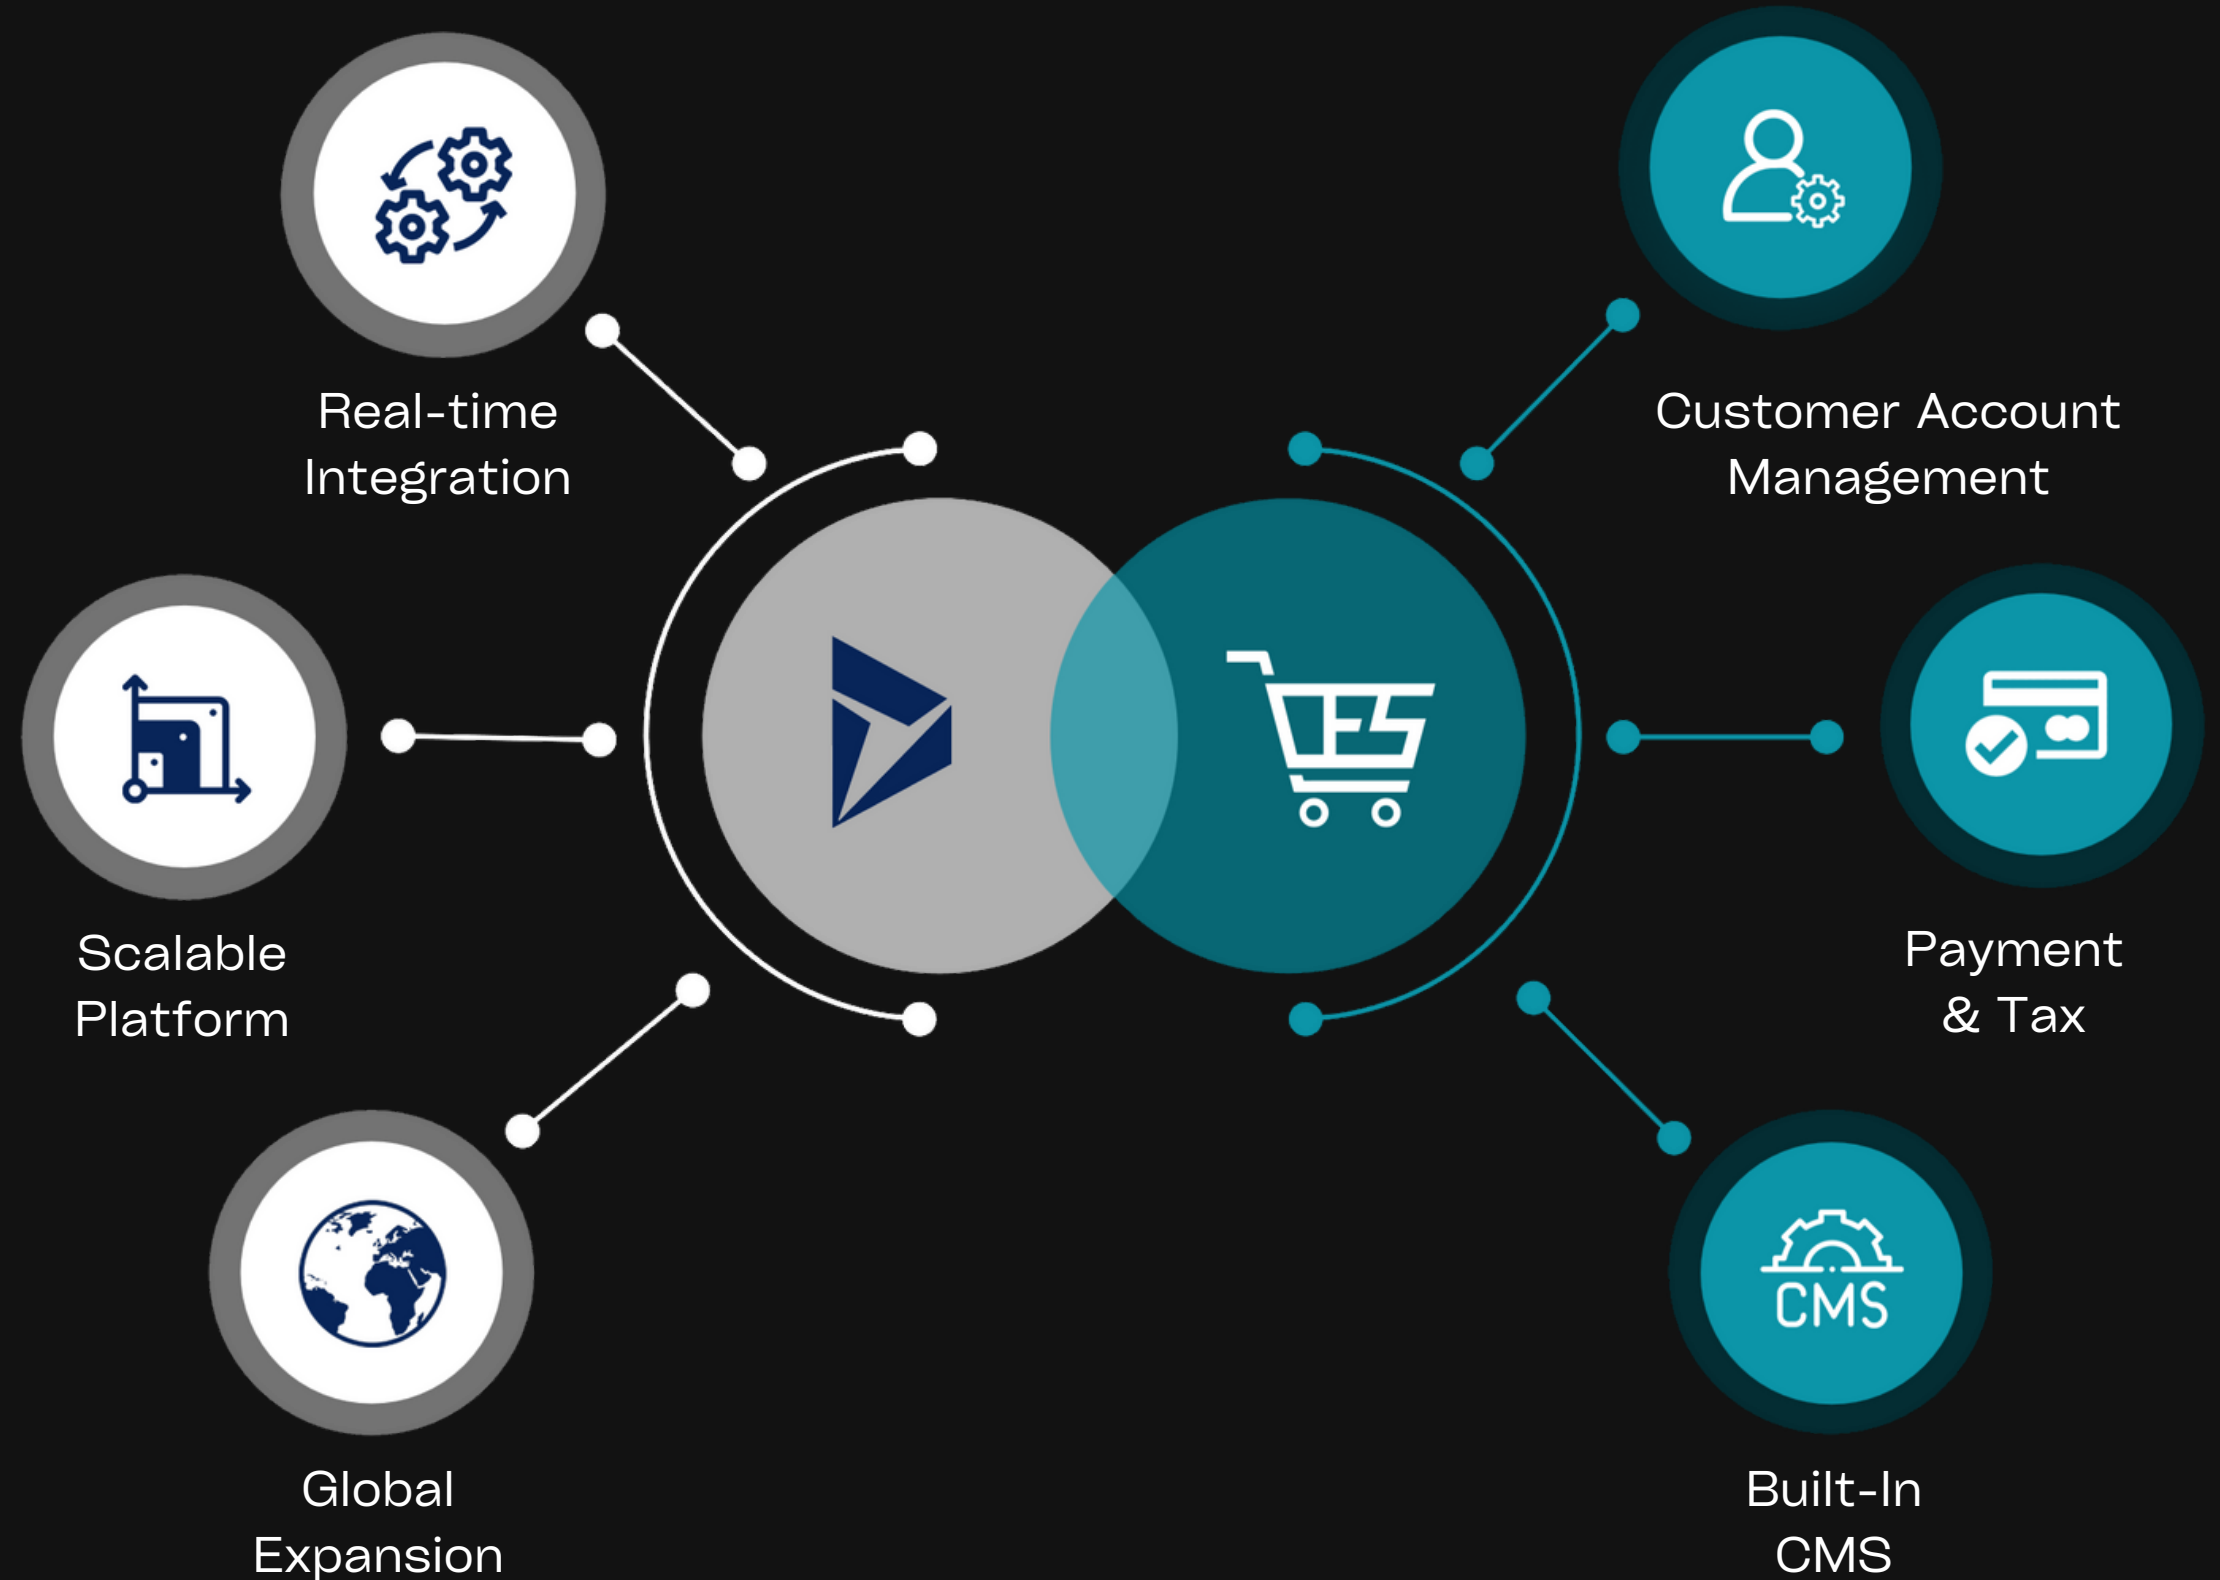 Real-time
Integration
Scalable
Platform
Global
Expansion
Customer Account
Management
Payment
& Tax
CMS
Built-In
CMS